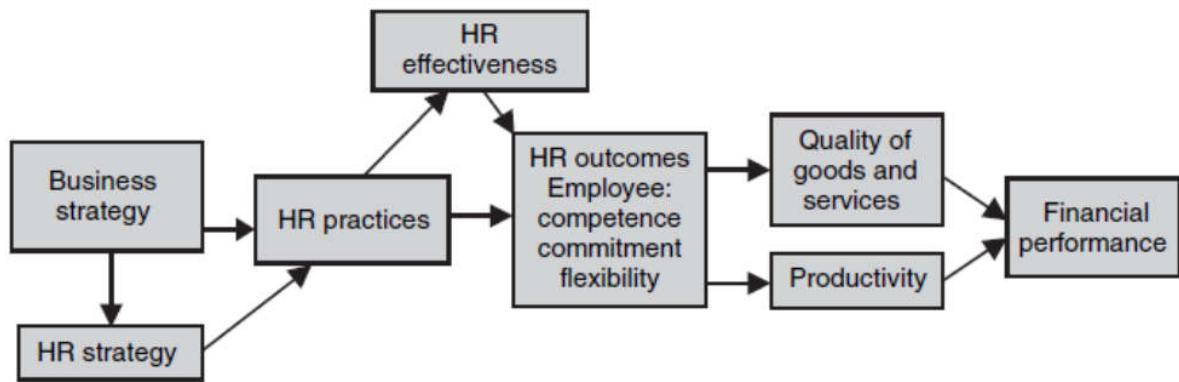 HR
effectiveness
Business
strategy
HR practices
HR outcomes
Employee:
competence
commitment
flexibility
Quality of
goods and
services
Financial
performance
Productivity
HR strategy